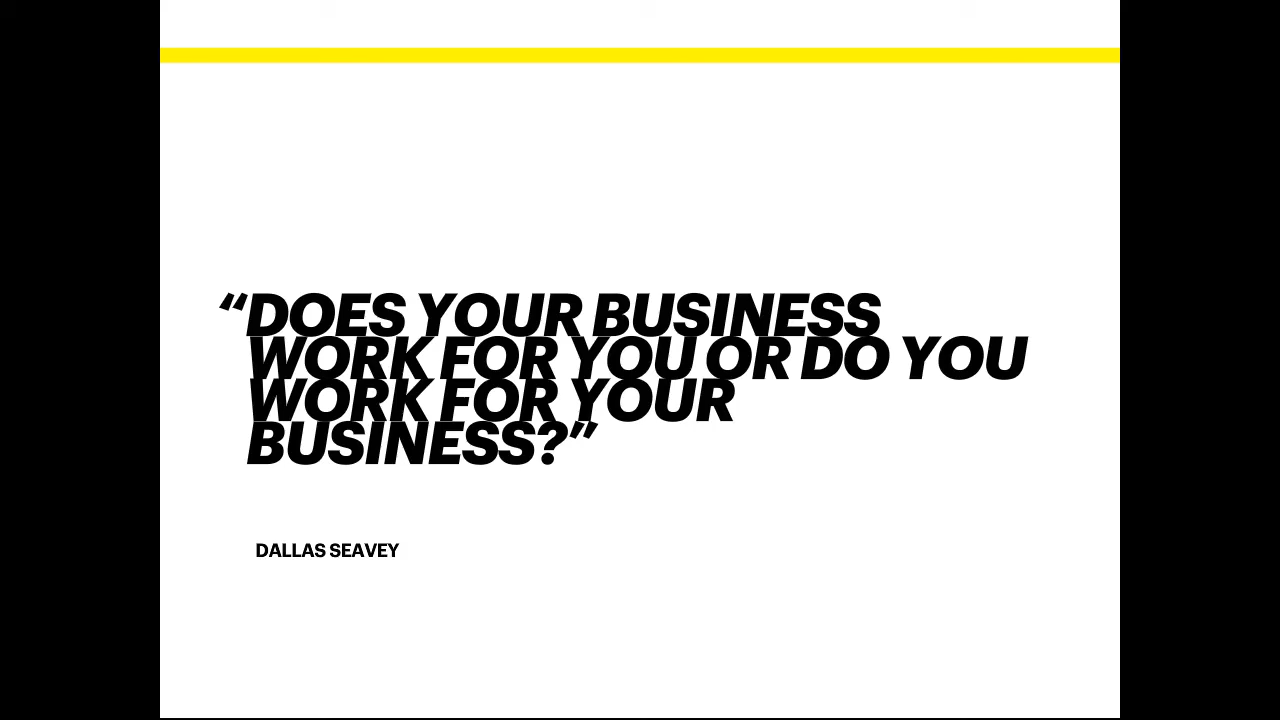 “DOES YOUR BUSINESS
WORK FOR YOU OR DO YOU
WORK FOR YOUR
BUSINESS?”
DALLAS SEAVEY